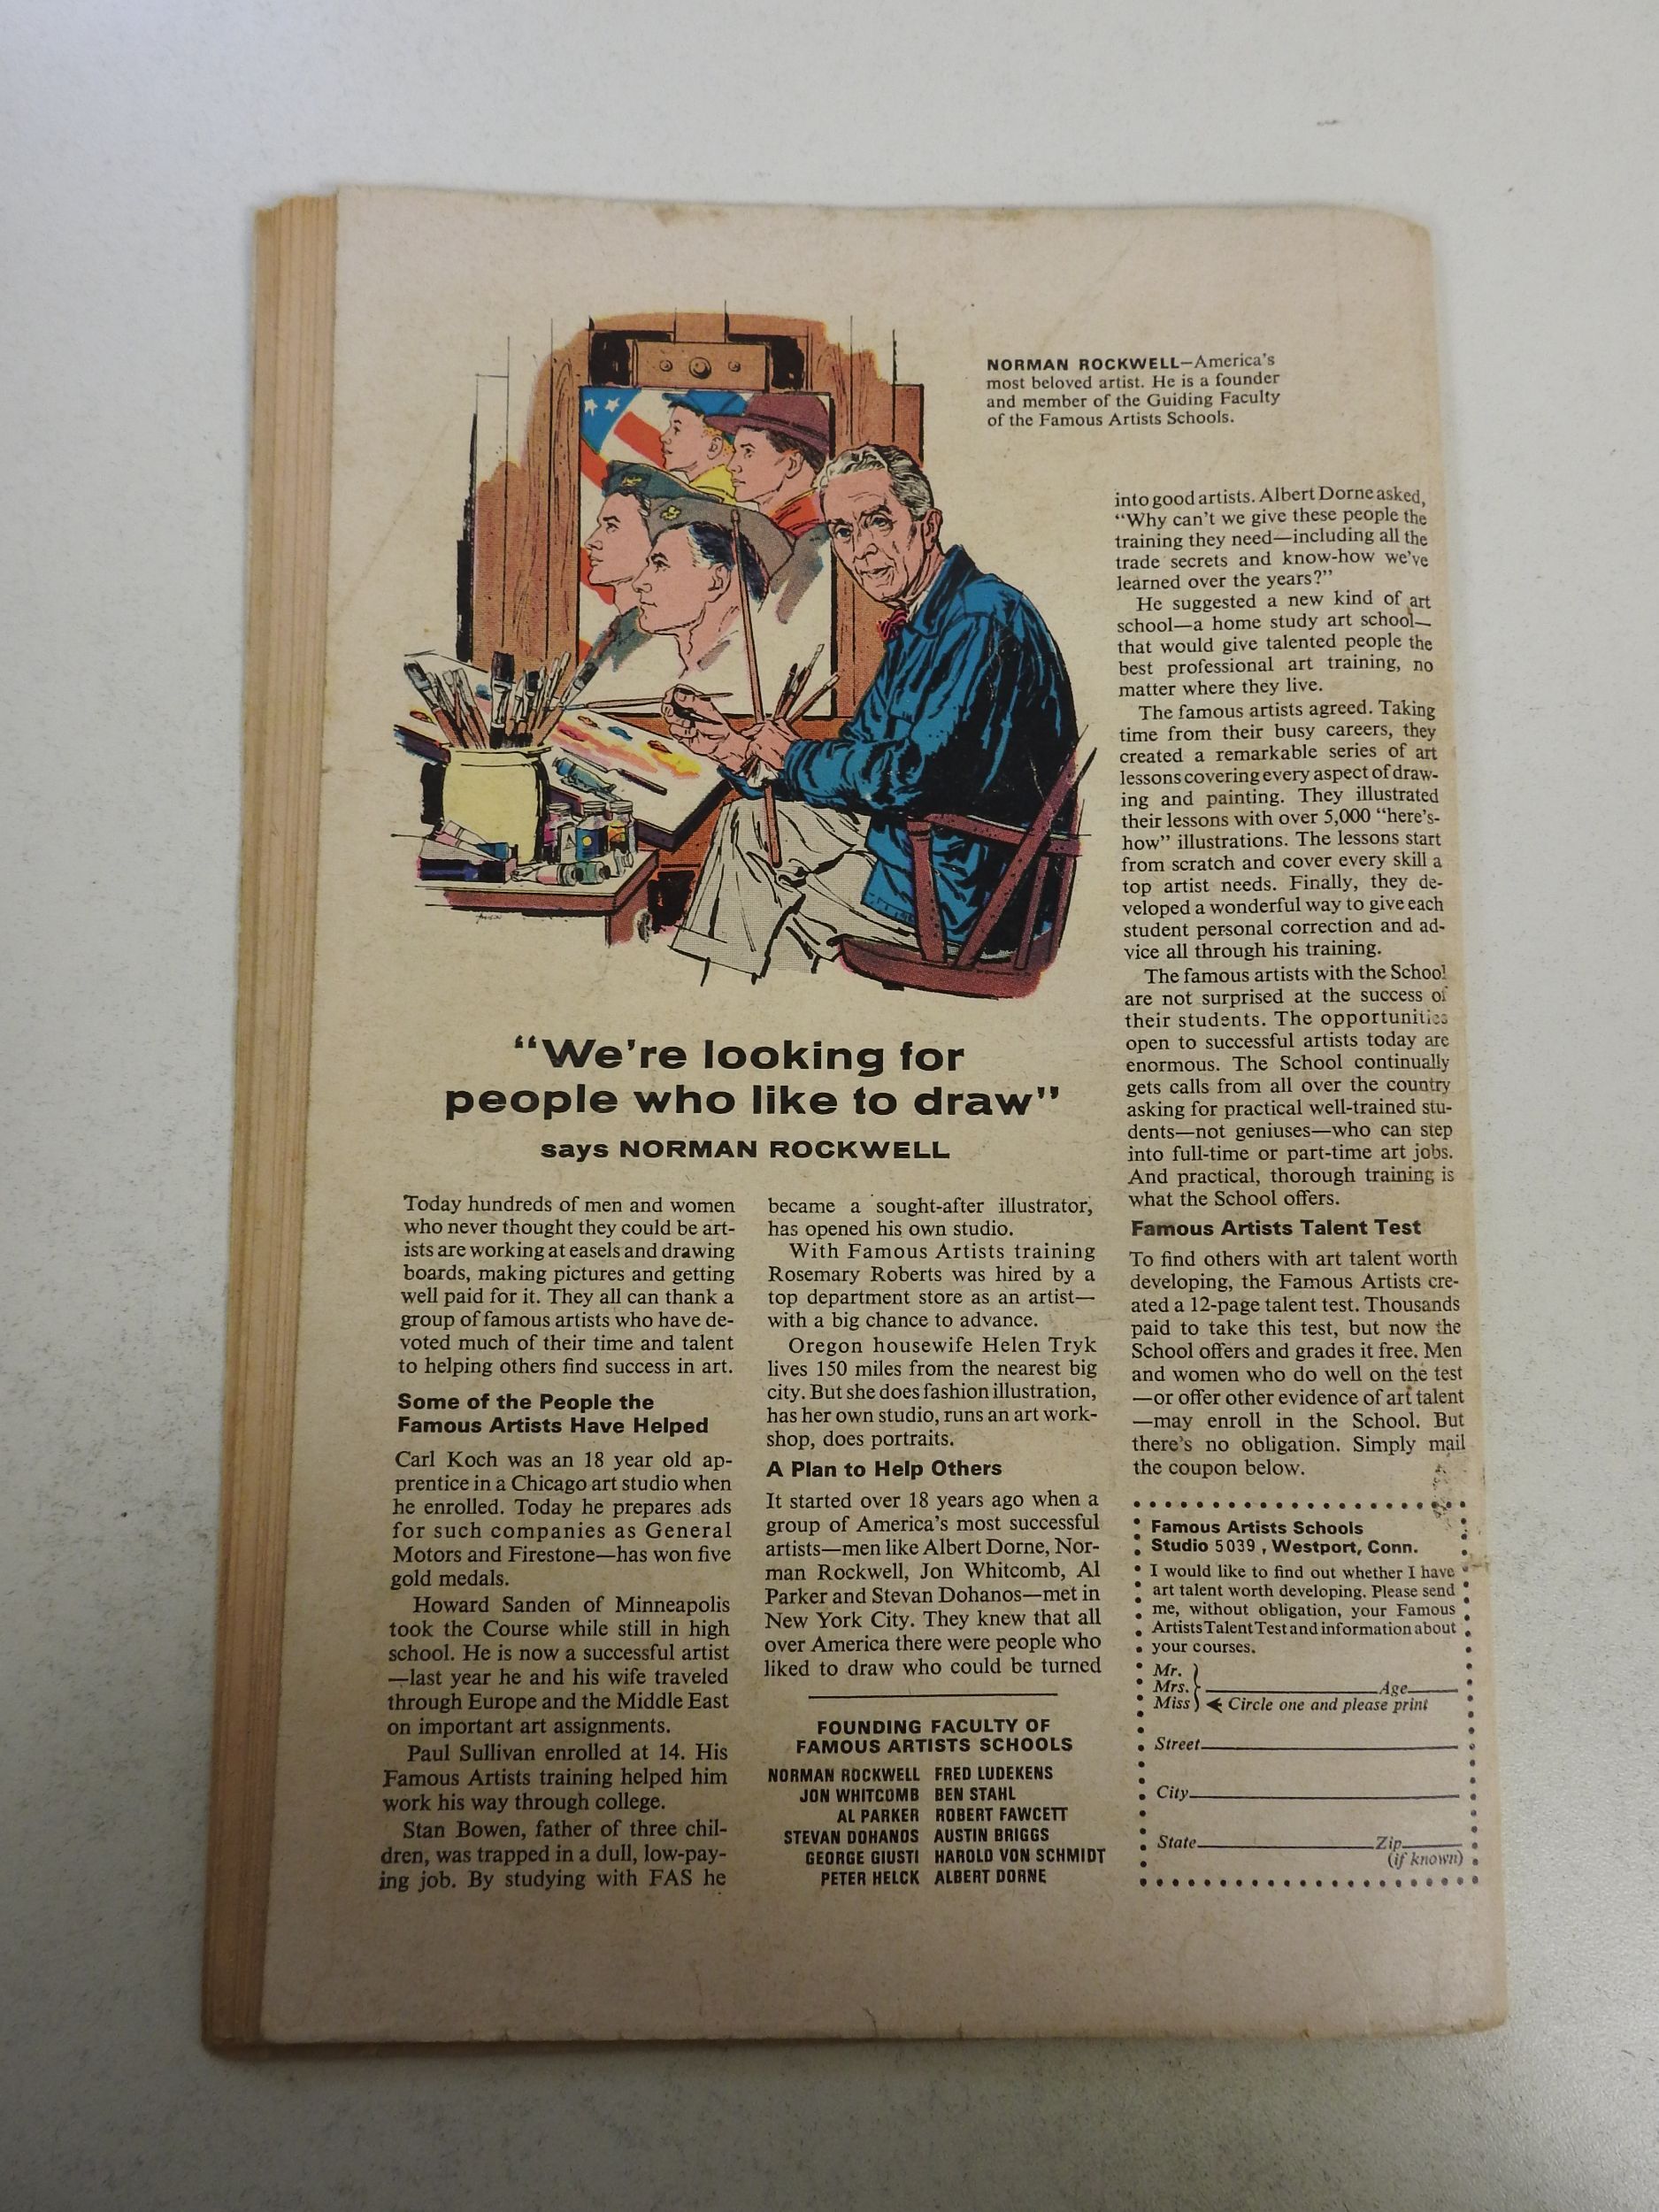 NORMAN ROCKWELL—America's
most beloved artist. He is a founder
and member of the Guiding Faculty
of the Famous Artists Schools.
"We're looking for
people who like to draw"
says NORMAN ROCKWELL
Today hundreds of men and women
who never thought they could be art-
ists are working at easels and drawing
boards, making pictures and getting
well paid for it. They all can thank a
group of famous artists who have de-
voted much of their time and talent
to helping others find success in art.
Some of the People the
Famous Artists Have Helped
Carl Koch was an 18 year old ap-
prentice in a Chicago art studio when
he enrolled. Today he prepares ads
for such companies as General
Motors and Firestone—has won five
gold medals.
Howard Sanden of Minneapolis
took the Course while still in high
school. He is now a successful artist
—last year he and his wife traveled
through Europe and the Middle East
on important art assignments.
Paul Sullivan enrolled at 14. His
Famous Artists training helped him
work his way through college.
Stan Bowen, father of three chil-
dren, was trapped in a dull, low-pay-
ing job. By studying with FAS he
became a sought-after illustrator,
has opened his own studio.
With Famous Artists training
Rosemary Roberts was hired by a
top department store as an artist—
with a big chance to advance.
Oregon housewife Helen Tryk
lives 150 miles from the nearest big
city. But she does fashion illustration,
has her own studio, runs an art work-
shop, does portraits.
A Plan to Help Others
It started over 18 years ago when a
group of America's most successful
artists—men like Albert Dorne, Nor-
man Rockwell, Jon Whitcomb, Al
Parker and Stevan Dohanos—met in
New York City. They knew that all
over America there were people who
liked to draw who could be turned
FOUNDING FACULTY OF
FAMOUS ARTISTS SCHOOLS
NORMAN ROCKWELL FRED LUDEKENS
JON WHITCOMB BEN STAHL
AL PARKER ROBERT FAWCETT
STEVAN DOHANOS AUSTIN BRIGGS
GEORGE GIUSTI HAROLD VON SCHMIDT
PETER HELCK ALBERT DORNE
into good artists. Albert Dorne asked,
"Why can't we give these people the
training they need—including all the
trade secrets and know-how we've
learned over the years?"
He suggested a new kind of art
school—a home study art school—
that would give talented people the
best professional art training, no
matter where they live.
The famous artists agreed. Taking
time from their busy careers, they
created a remarkable series of art
lessons covering every aspect of draw-
ing and painting. They illustrated
their lessons with over 5,000 "here's-
how" illustrations. The lessons start
from scratch and cover every skill a
top artist needs. Finally, they de-
veloped a wonderful way to give each
student personal correction and ad-
vice all through his training.
The famous artists with the School
are not surprised at the success of
their students. The opportunities
open to successful artists today are
enormous. The School continually
gets calls from all over the country
asking for practical well-trained stu-
dents—not geniuses—who can step
into full-time or part-time art jobs.
And practical, thorough training is
what the School offers.
Famous Artists Talent Test
To find others with art talent worth
developing, the Famous Artists cre-
ated a 12-page talent test. Thousands
paid to take this test, but now the
School offers and grades it free. Men
and women who do well on the test
—or offer other evidence of art talent
—may enroll in the School. But
there's no obligation. Simply mail
the coupon below.
Famous Artists Schools
Studio 5039, Westport, Conn.
I would like to find out whether I have
art talent worth developing. Please send
me, without obligation, your Famous
Artists Talent Test and information about
your courses.
Mr.
Mrs. Age
Miss Circle one and please print
Street
City
State Zip
(if known)